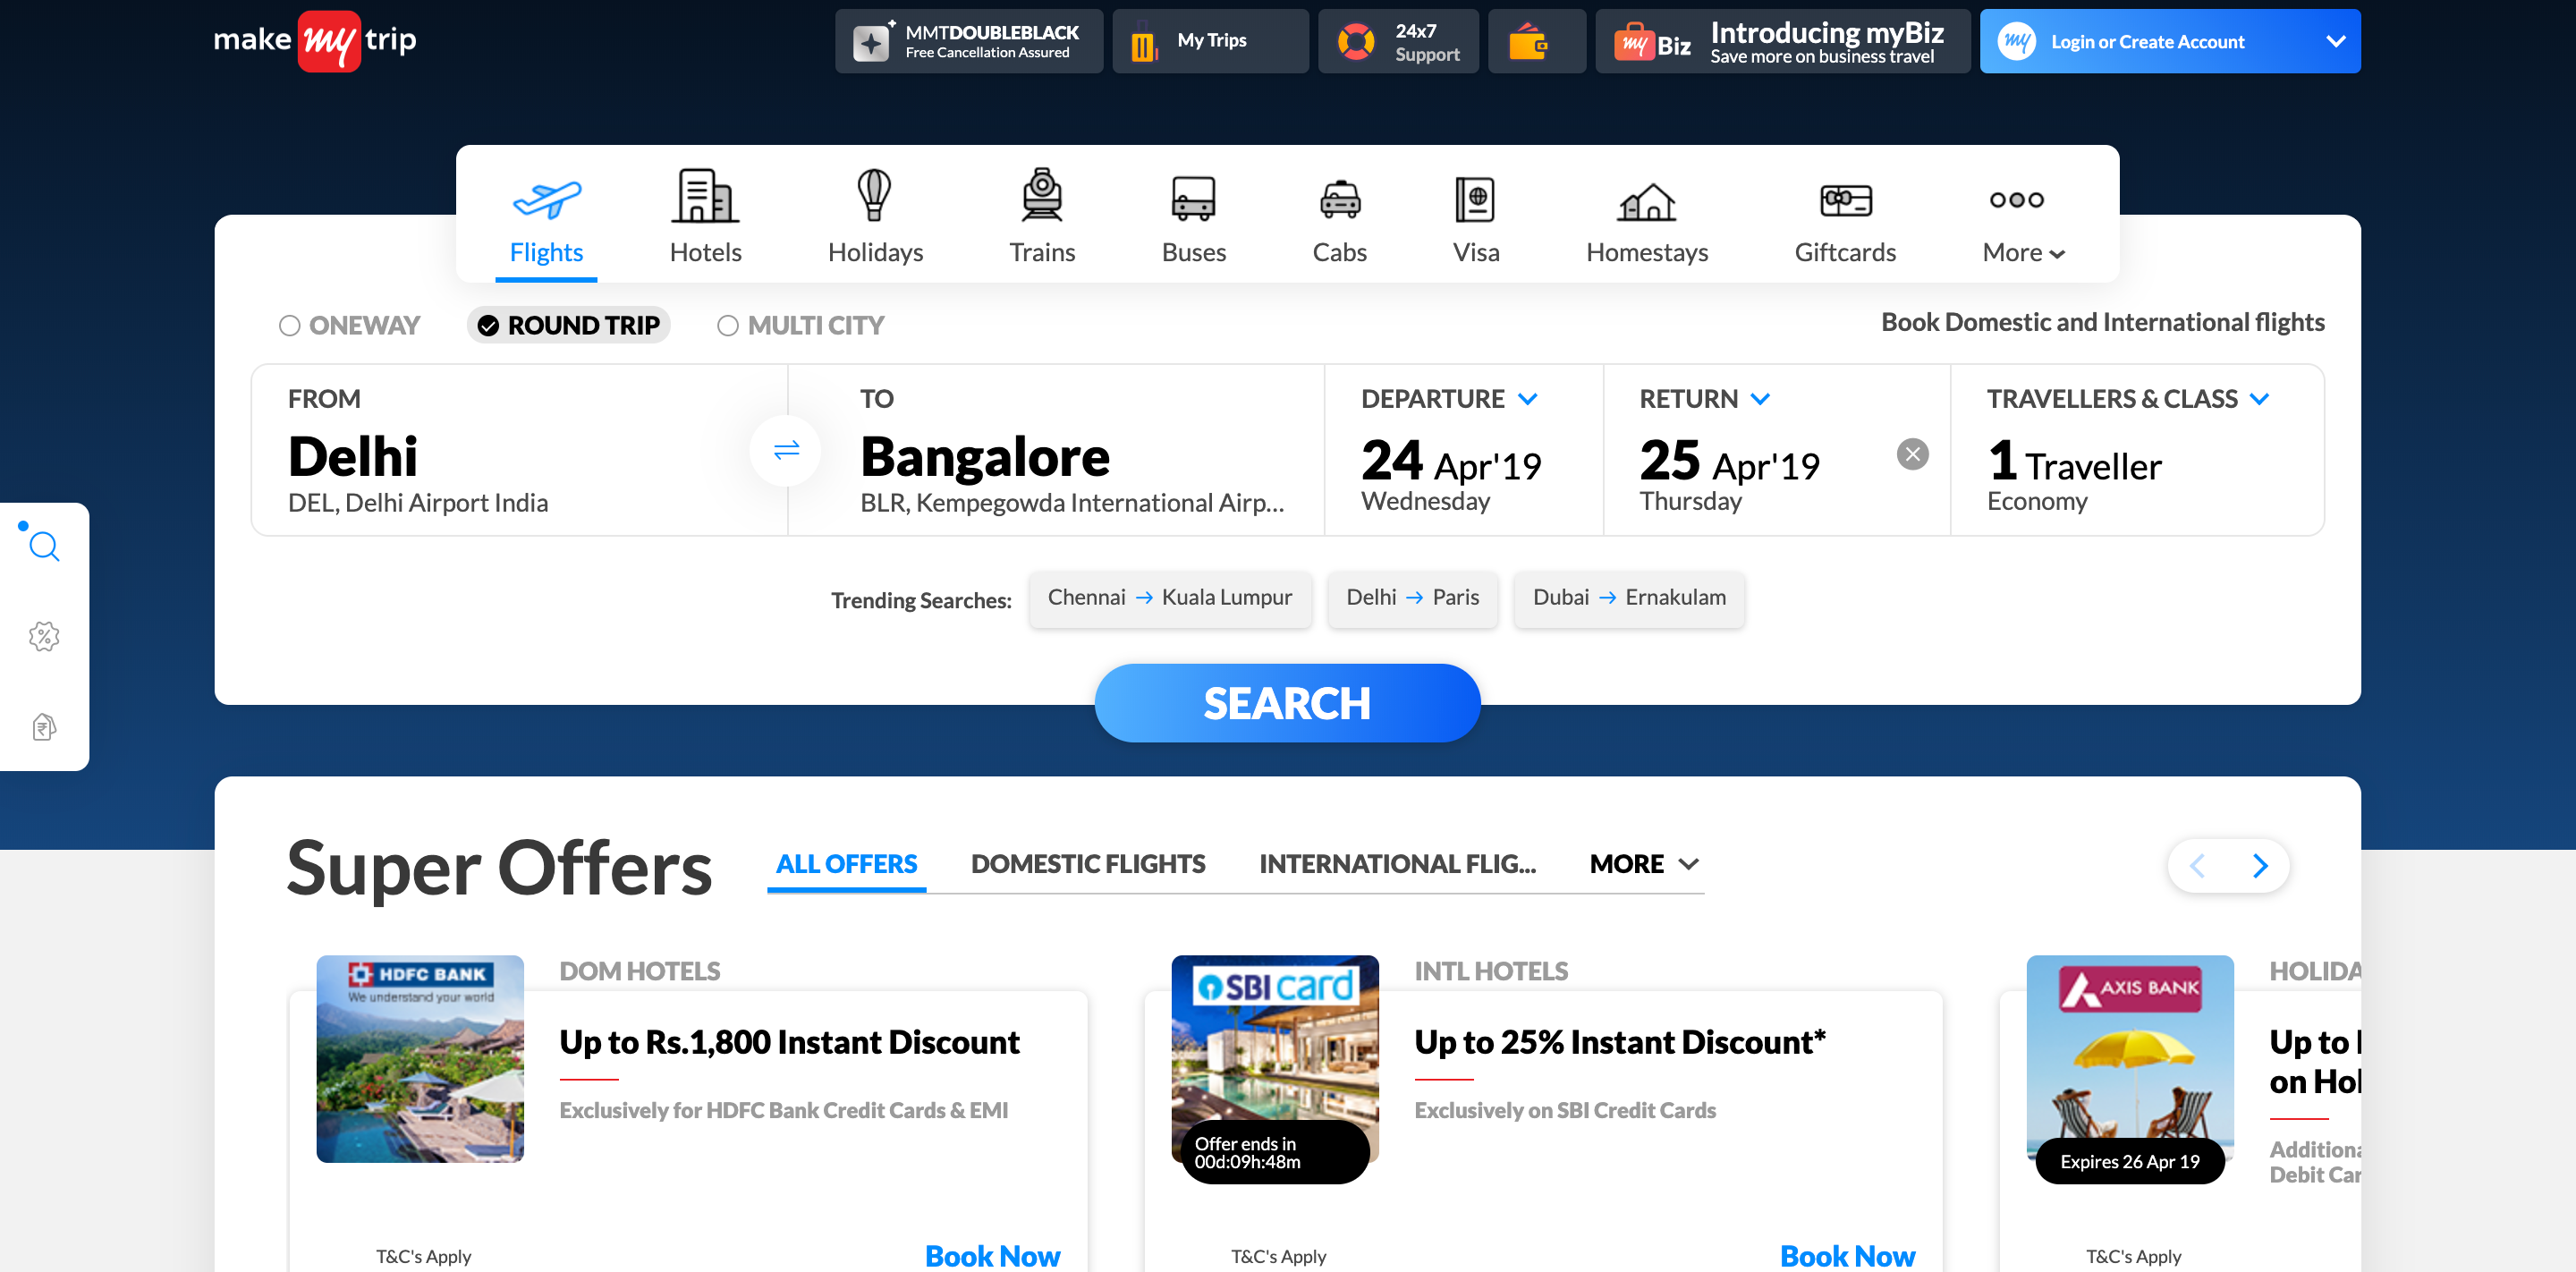 make my trip
MMTDOUBLEBLACK
Free Cancellation Assured
My Trips
24x7
Support
my Biz
Introducing myBiz
Save more on business travel
my
Login or Create Account
Flights
Hotels
Holidays
Trains
Buses
Cabs
Visa
Homestays
Giftcards
More
ONEWAY
ROUND TRIP
MULTI CITY
Book Domestic and International flights
FROM
Delhi
DEL, Delhi Airport India
TO
Bangalore
BLR, Kempegowda International Airp...
DEPARTURE
24 Apr'19
Wednesday
RETURN
25 Apr'19
Thursday
TRAVELLERS & CLASS
1 Traveller
Economy
Trending Searches:
Chennai → Kuala Lumpur
Delhi → Paris
Dubai → Ernakulam
SEARCH
Super Offers
ALL OFFERS
DOMESTIC FLIGHTS
INTERNATIONAL FLIG...
MORE
HDFC BANK
We understand your world
DOM HOTELS
Up to Rs.1,800 Instant Discount
Exclusively for HDFC Bank Credit Cards & EMI
T&C's Apply
Book Now
SBI card
Offer ends in
00d:09h:48m
INTL HOTELS
Up to 25% Instant Discount*
Exclusively on SBI Credit Cards
T&C's Apply
Book Now
AXIS BANK
Expires 26 Apr 19
HOLIDA
Up to
on Hol
Additiona
Debit Car
T&C's Apply